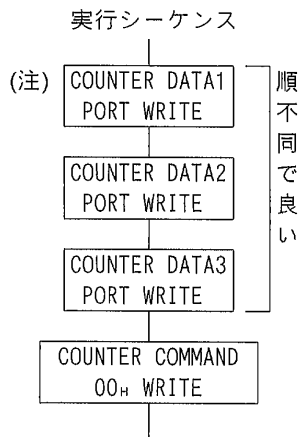 実行シーケンス
(注)
COUNTER DATA1
PORT WRITE
COUNTER DATA2
PORT WRITE
COUNTER DATA3
PORT WRITE
順不同で良い
COUNTER COMMAND
00H WRITE